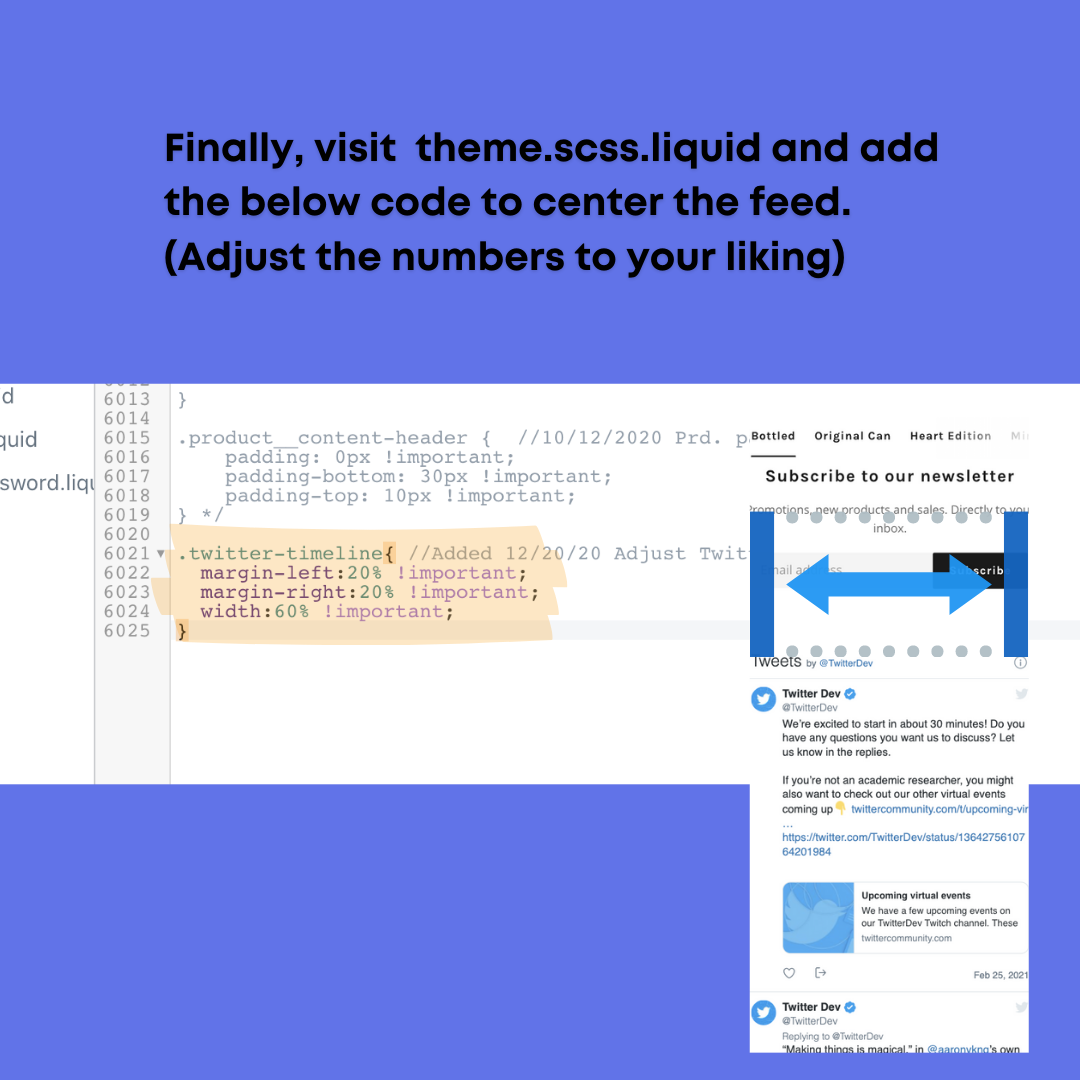 Finally, visit theme.scss.liquid and add
the below code to center the feed.
(Adjust the numbers to your liking)
d
quid
sword.liqu
6013 }
6014
6015 .product__content-header { //10/12/2020 Prd. p
6016 padding: 0px !important;
6017 padding-bottom: 30px !important;
6018 padding-top: 10px !important;
6019 } */
6020
6021 .twitter-timeline{ //Added 12/20/20 Adjust Twit
6022 margin-left:20% !important;
6023 margin-right:20% !important;
6024 width:60% !important;
6025 }
Bottled Original Can Heart Edition Mi
Subscribe to our newsletter
Promotions, new products and sales. Directly to you
inbox.
Subscribe
Tweets by @TwitterDev
Twitter Dev
@TwitterDev
We're excited to start in about 30 minutes! Do you
have any questions you want us to discuss? Let
us know in the replies.
If you're not an academic researcher, you might
also want to check out our other virtual events
coming up👇 twittercommunity.com/t/upcoming-vir
...
https://twitter.com/TwitterDev/status/13642756107
64201984
Upcoming virtual events
We have a few upcoming events on
our TwitterDev Twitch channel. These
twittercommunity.com
Feb 25, 2021
Twitter Dev
@TwitterDev
Replying to @TwitterDev
"Making things is magical," in @aaronykng's own